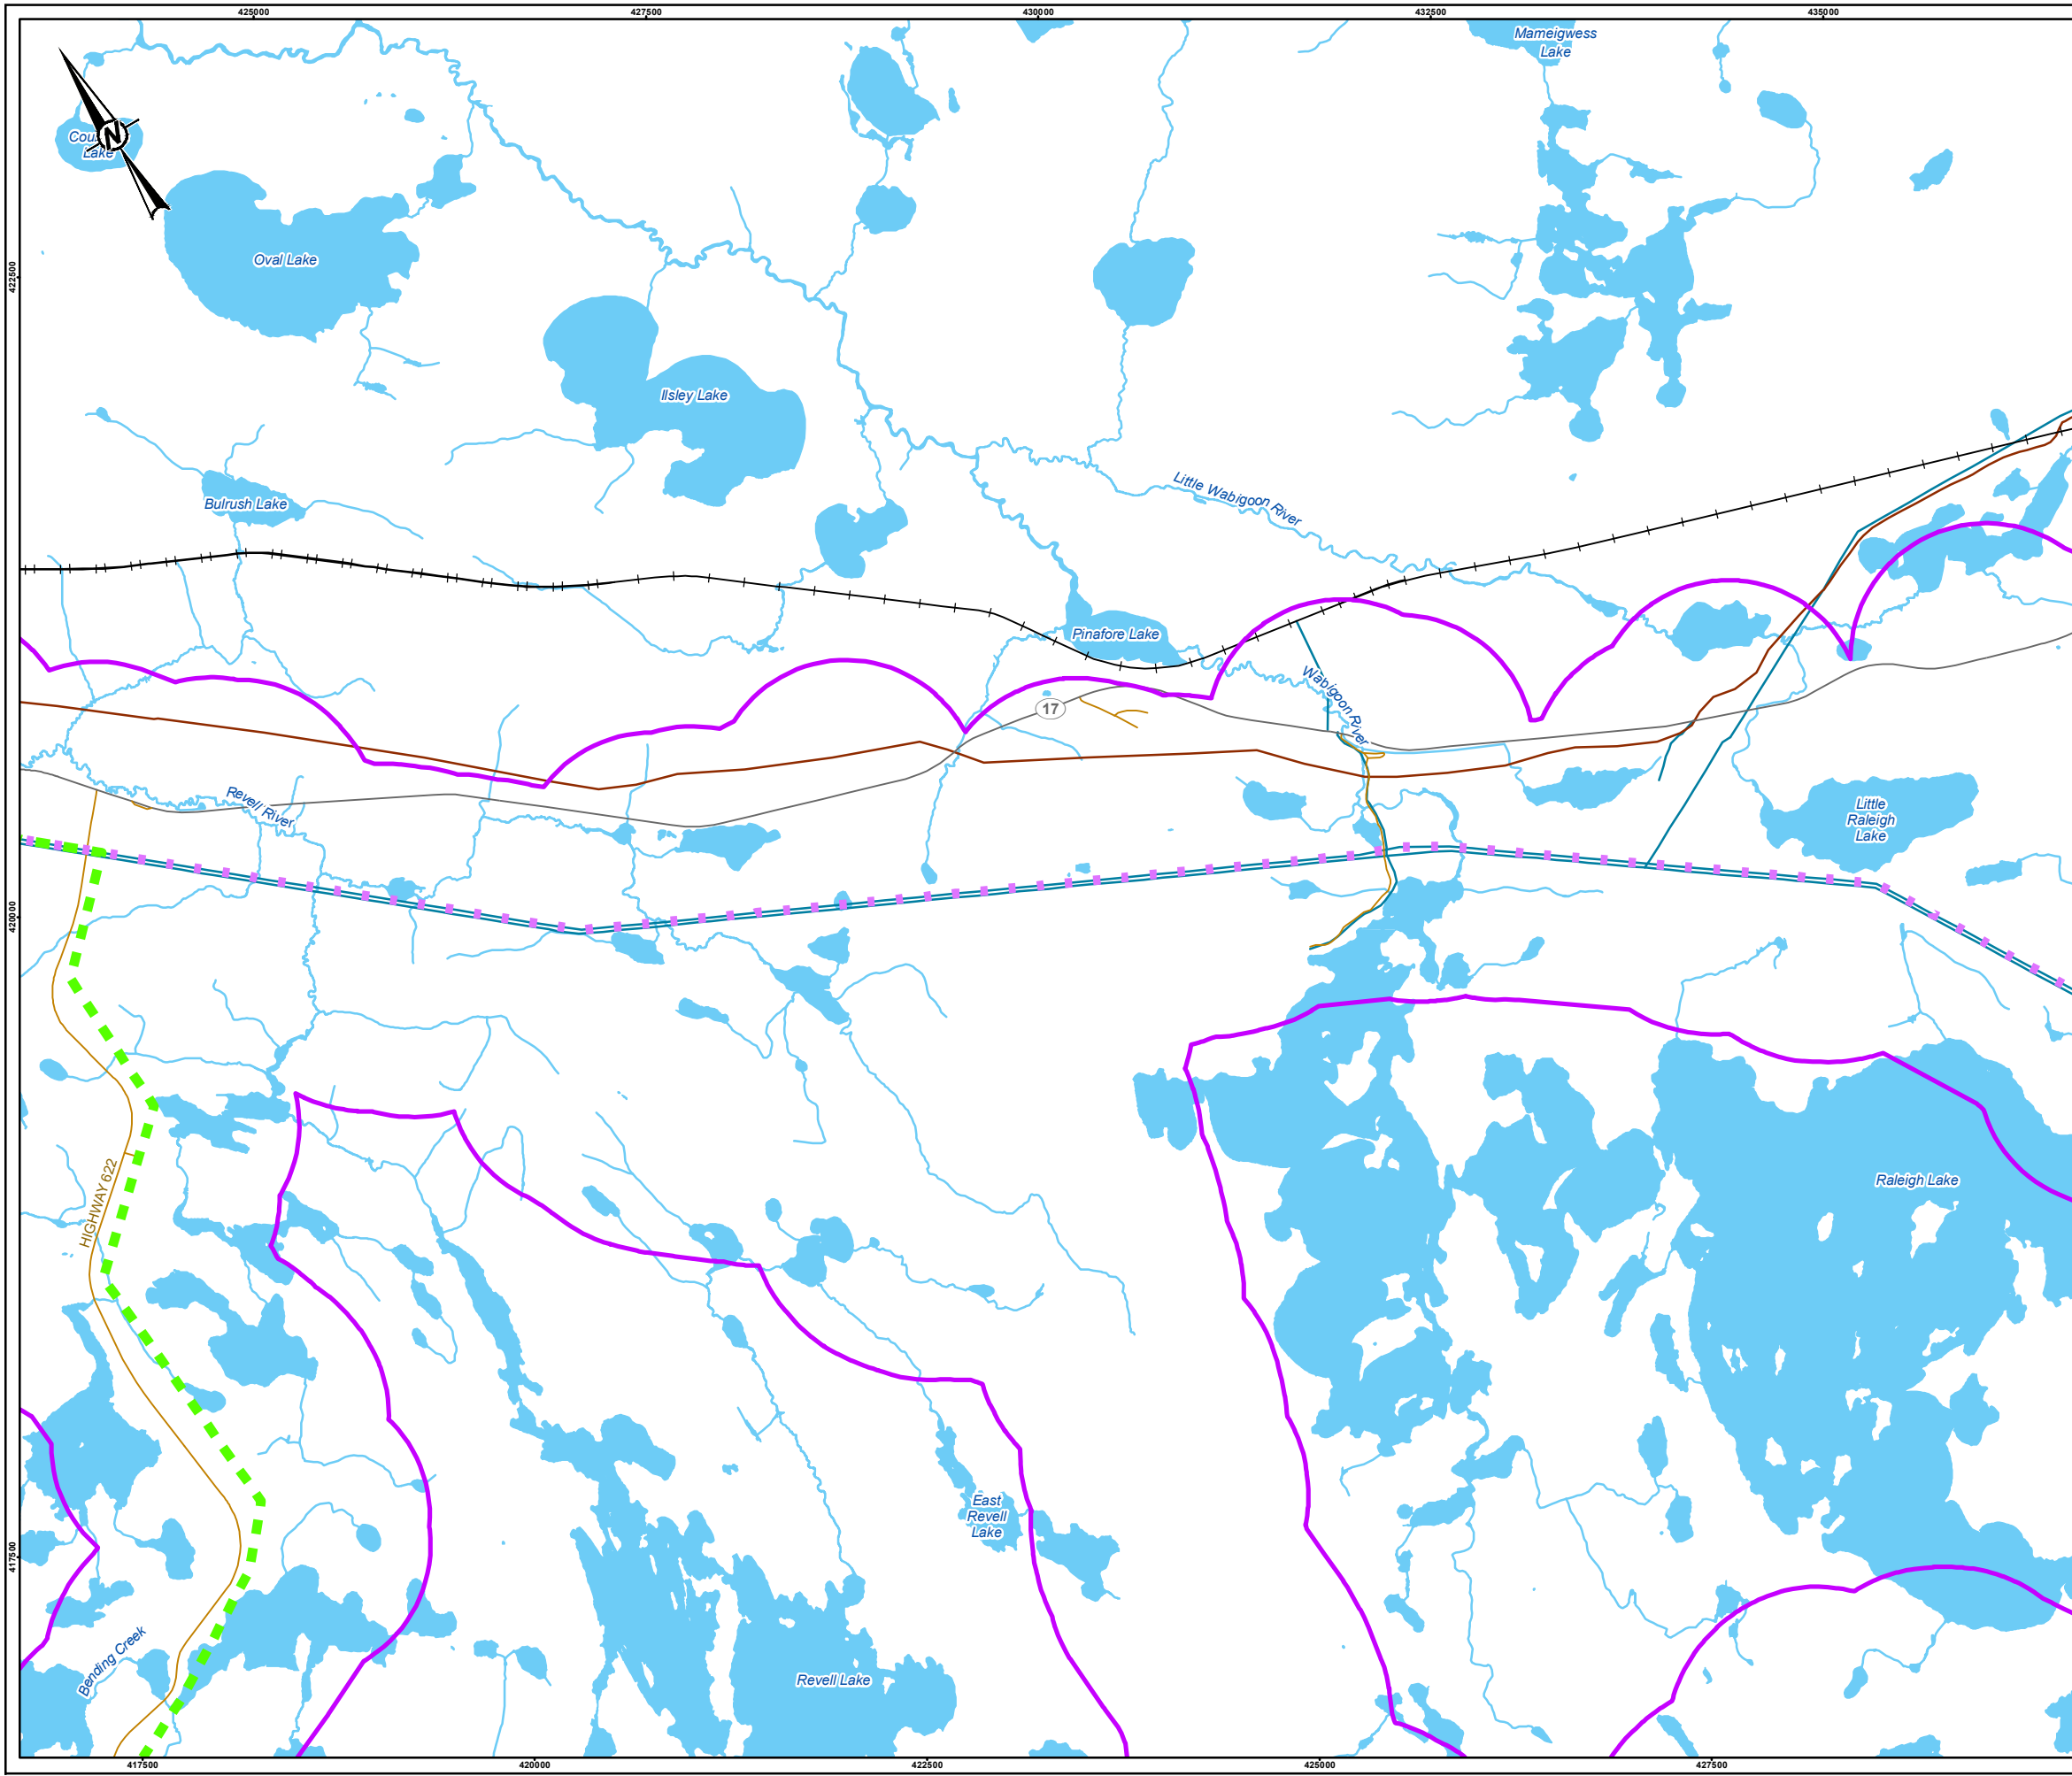 425000
427500
430000
432500
435000
Mameigwess
Lake
N
Lake
Oval Lake
422500
Ilsley Lake
Bulrush Lake
Little Wabigoon River
Pinafore Lake
Wabigoon River
17
Revell River
Little
Raleigh
Lake
420000
HIGHWAY 622
Raleigh Lake
East
Revell
Lake
417500
Bending Creek
Revell Lake
417500
420000
422500
425000
427500